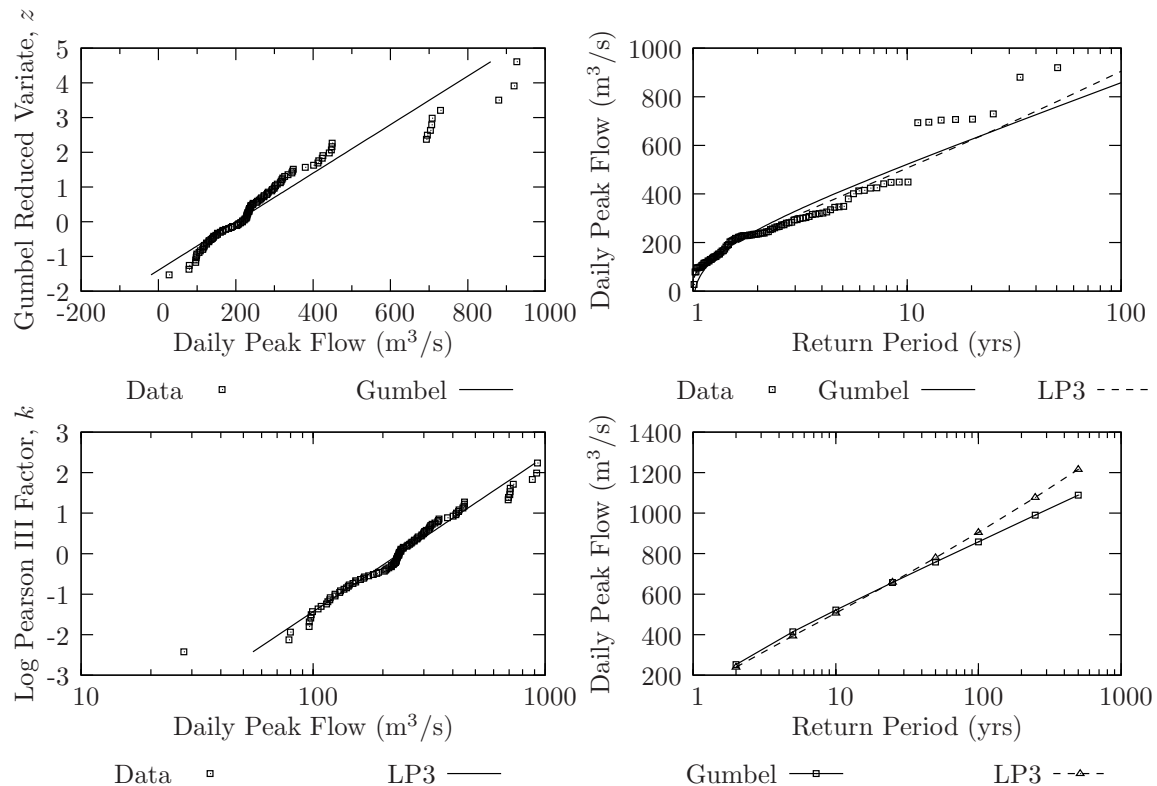 Gumbel Reduced Variate, z
5
4
3
2
1
0
-1
-2
-200
0
200
400
600
800
1000
Daily Peak Flow (m³/s)
Data
Gumbel
Daily Peak Flow (m³/s)
1000
800
600
400
200
0
1
10
100
Return Period (yrs)
Data
Gumbel
LP3
Log Pearson III Factor, k
3
2
1
0
-1
-2
-3
10
100
1000
Daily Peak Flow (m³/s)
Data
LP3
Daily Peak Flow (m³/s)
1400
1200
1000
800
600
400
200
1
10
100
1000
Return Period (yrs)
Gumbel
LP3